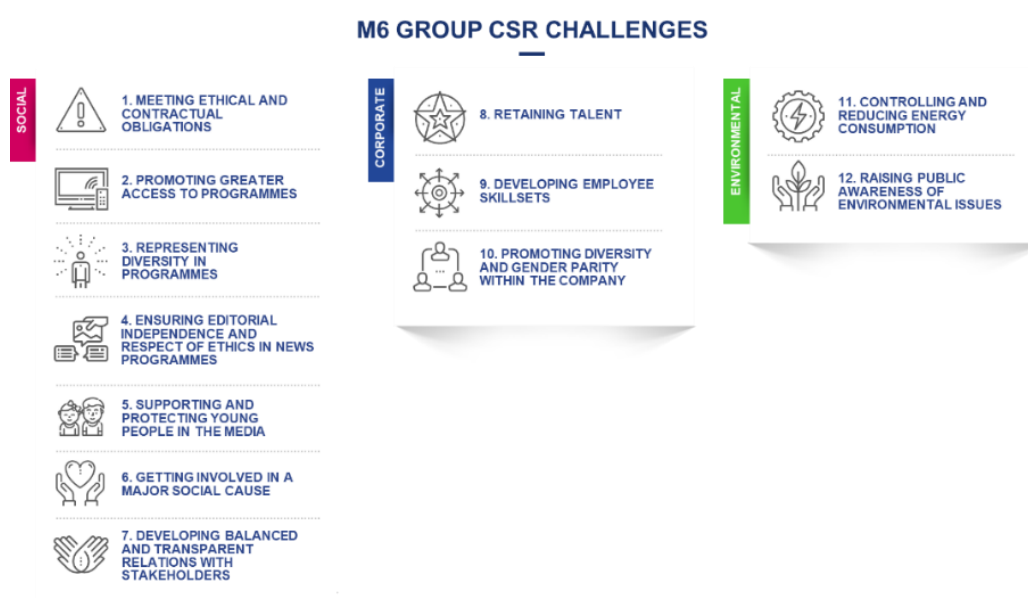 M6 GROUP CSR CHALLENGES
SOCIAL
1. MEETING ETHICAL AND
CONTRACTUAL
OBLIGATIONS
2. PROMOTING GREATER
ACCESS TO PROGRAMMES
3. REPRESENTING
DIVERSITY IN
PROGRAMMES
4. ENSURING EDITORIAL
INDEPENDENCE AND
RESPECT OF ETHICS IN NEWS
PROGRAMMES
5. SUPPORTING AND
PROTECTING YOUNG
PEOPLE IN THE MEDIA
6. GETTING INVOLVED IN A
MAJOR SOCIAL CAUSE
7. DEVELOPING BALANCED
AND TRANSPARENT
RELATIONS WITH
STAKEHOLDERS
CORPORATE
8. RETAINING TALENT
9. DEVELOPING EMPLOYEE
SKILLSETS
10. PROMOTING DIVERSITY
AND GENDER PARITY
WITHIN THE COMPANY
ENVIRONMENTAL
11. CONTROLLING AND
REDUCING ENERGY
CONSUMPTION
12. RAISING PUBLIC
AWARENESS OF
ENVIRONMENTAL ISSUES